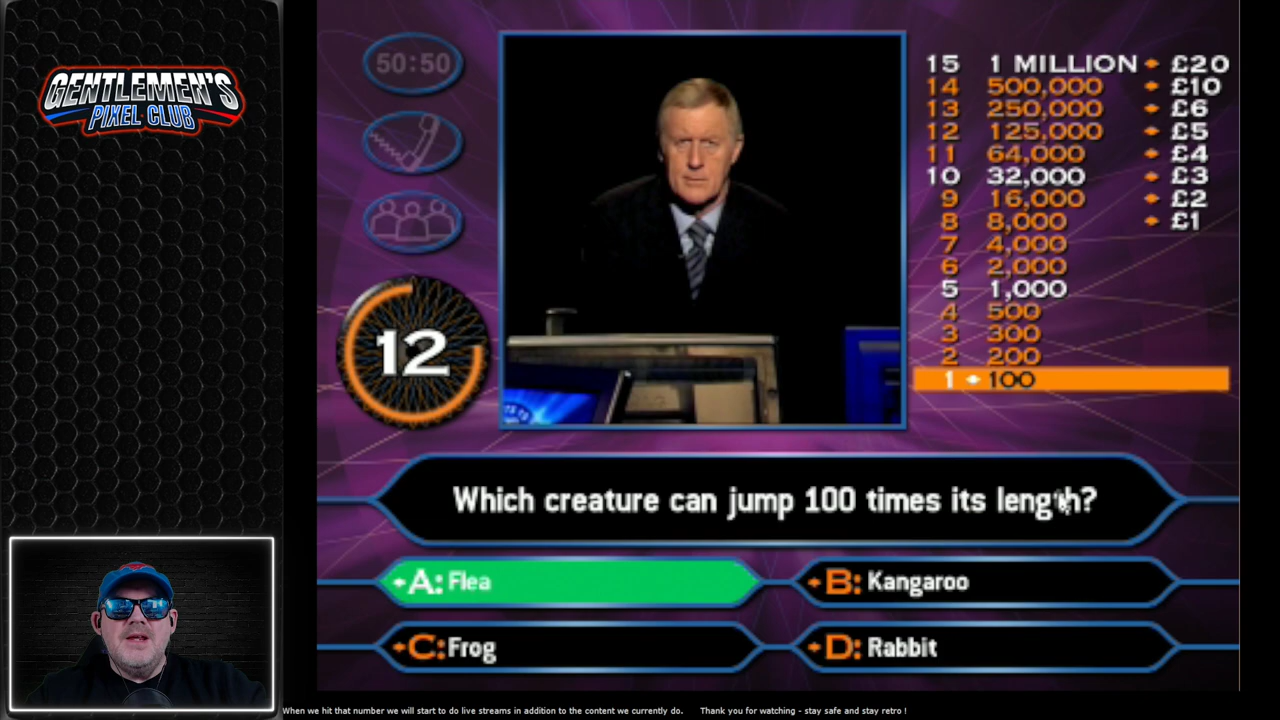 GENTLEMEN'S
PIXEL CLUB
50:50
12
15 1 MILLION £20
14 500,000 £10
13 250,000 £6
12 125,000 £5
11 64,000 £4
10 32,000 £3
9 16,000 £2
8 8,000 £1
7 4,000
6 2,000
5 1,000
4 500
3 300
2 200
1 100
Which creature can jump 100 times its length?
A: Flea
B: Kangaroo
C: Frog
D: Rabbit
When we hit that number we will start to do live streams in addition to the content we currently do. Thank you for watching - stay safe and stay retro !